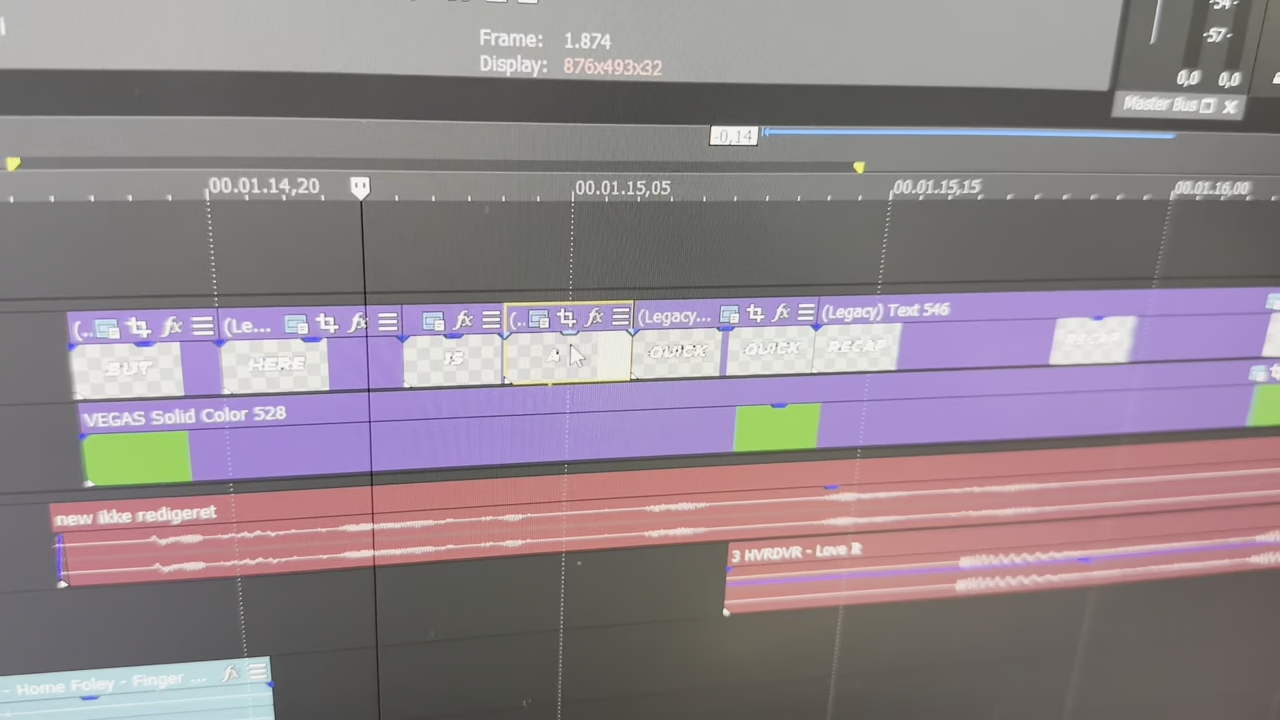 Frame: 1.874
Display: 876x493x32
-57-
0,0 0,0
Master Bus
-0,14
00.01.14,20 00.01.15,05 00.01.15,15 00.01.16,00
(.. (Le... (.. (Legacy... (Legacy) Text 546
BUT HERE IS A QUICK QUICK RECAP RECAP
VEGAS Solid Color 528
new ikke redigeret
3 HVRDVR - Love It
- Home Foley - Finger ...